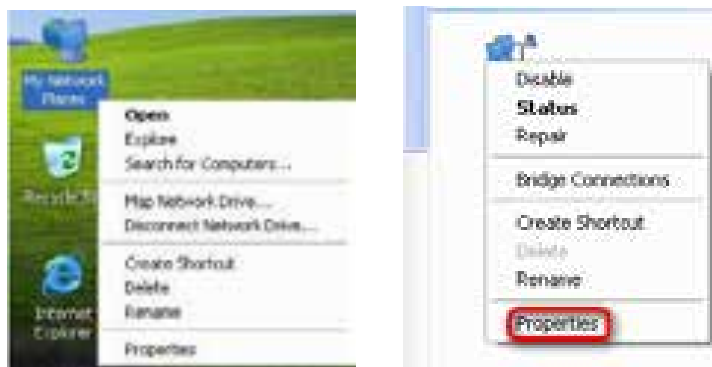 My Network
Places
Open
Explore
Search for Computers...
Recycle
Map Network Drive...
Disconnect Network Drive...
Create Shortcut
Delete
Rename
Internet
Explorer
Properties
Disable
Status
Repair
Bridge Connections
Create Shortcut
Delete
Rename
Properties